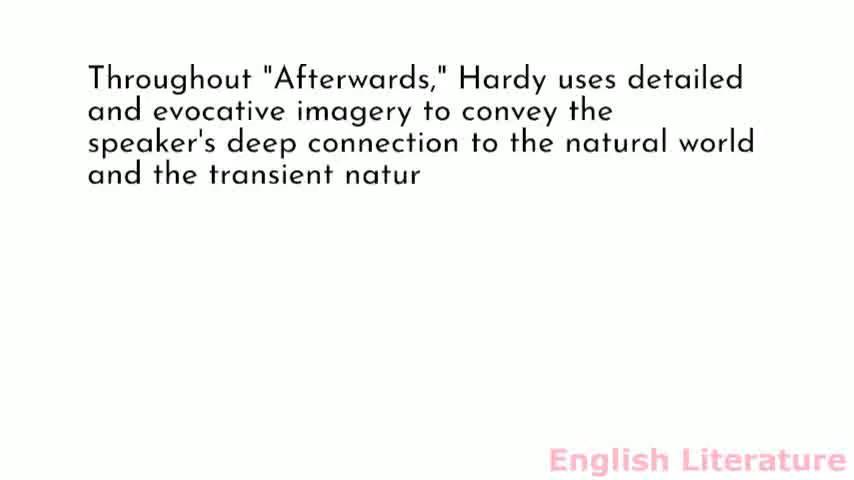 Throughout "Afterwards," Hardy uses detailed
and evocative imagery to convey the
speaker's deep connection to the natural world
and the transient natur
English Literature